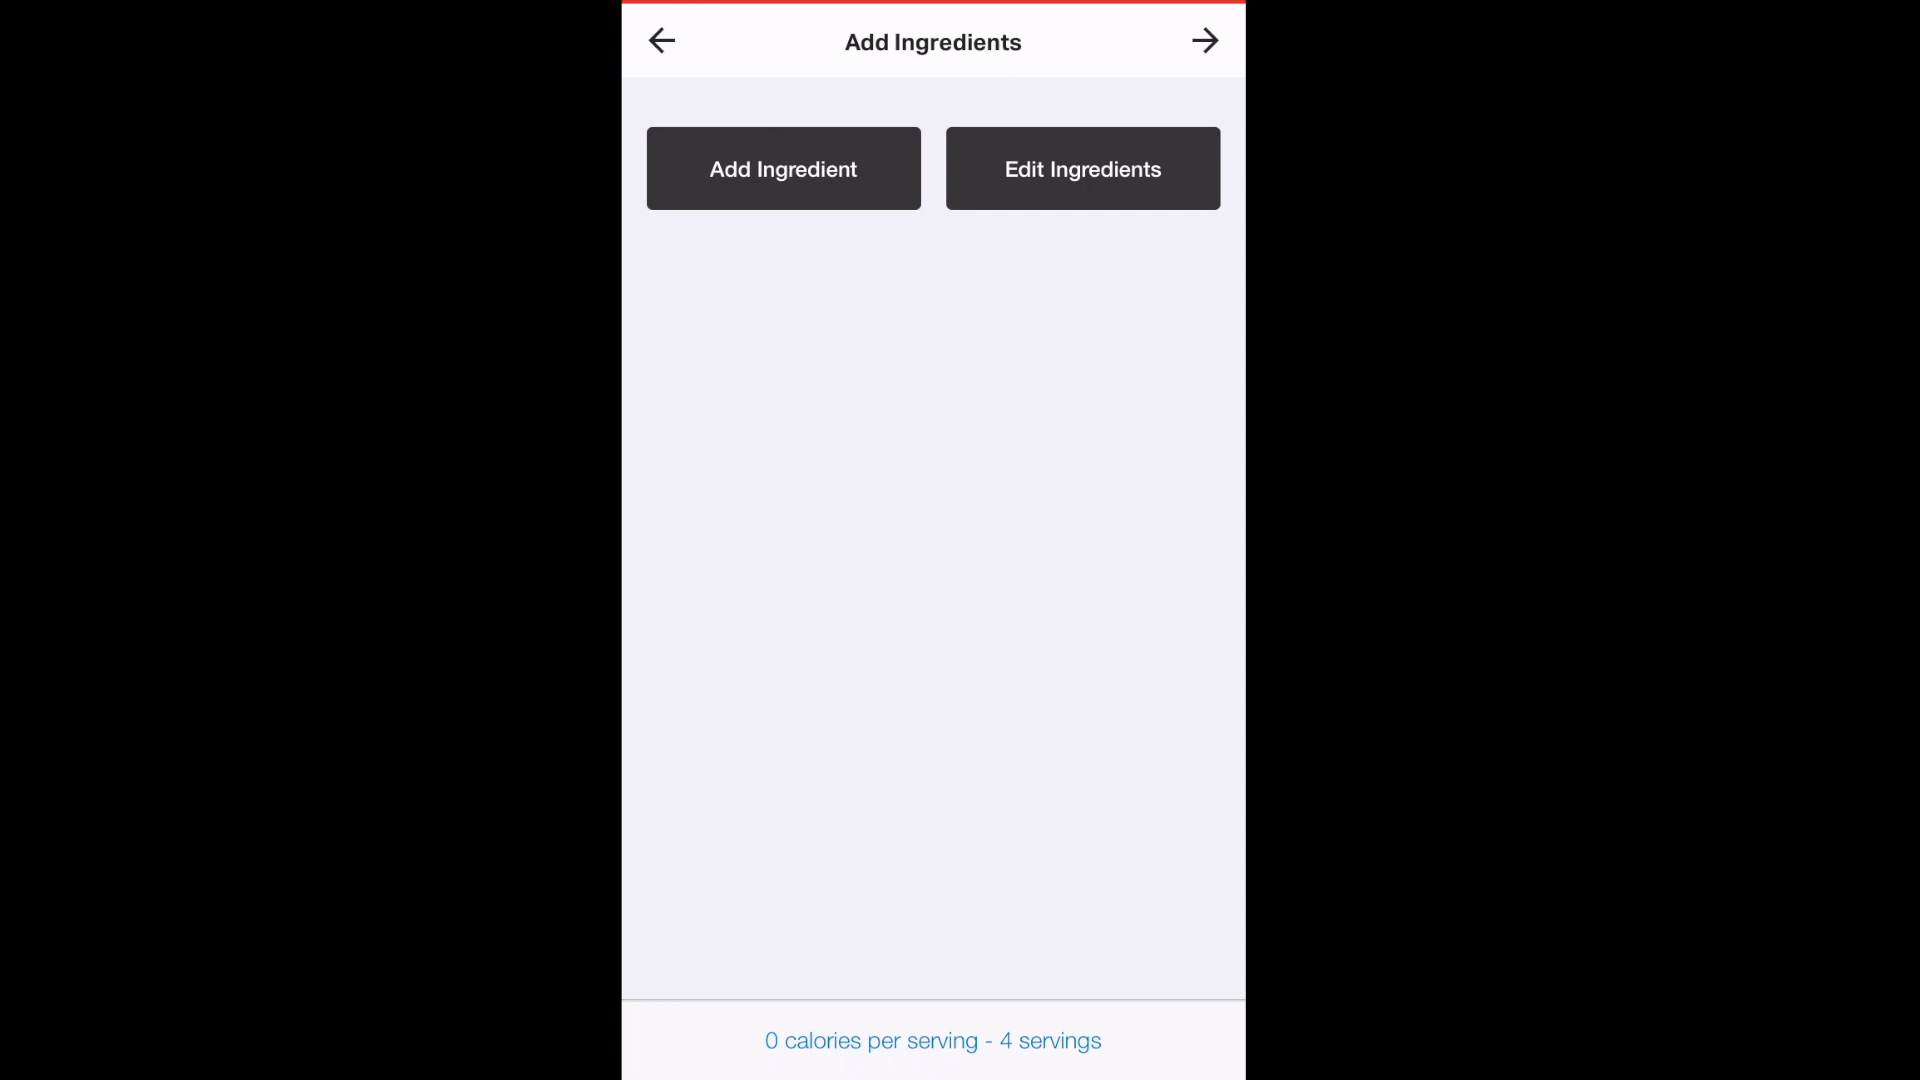 Add Ingredients
Add Ingredient
Edit Ingredients
0 calories per serving - 4 servings